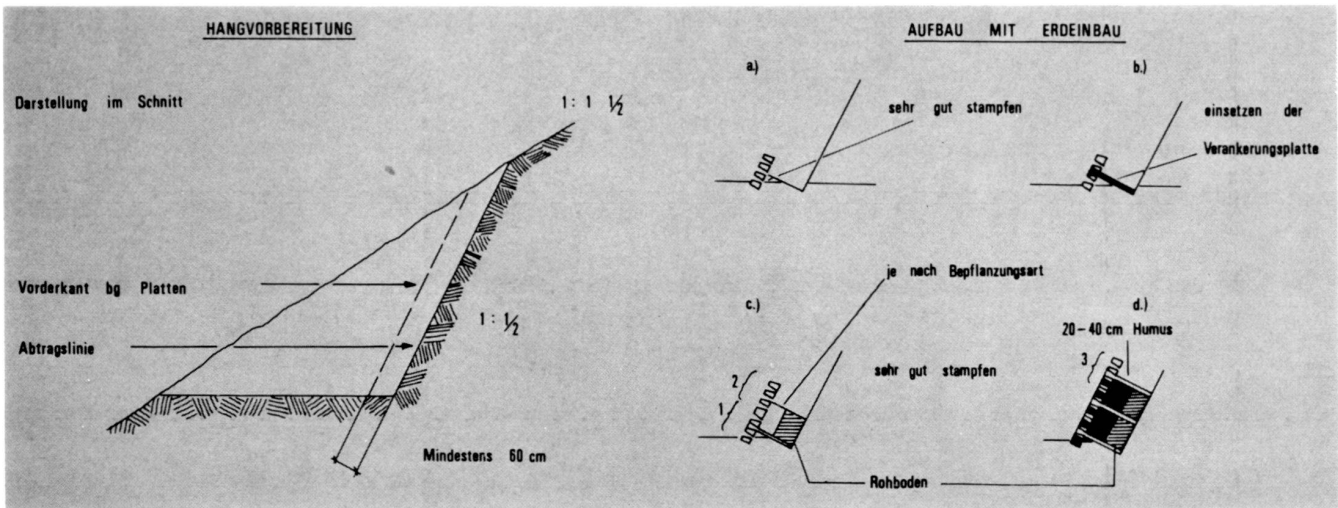 HANGVORBEREITUNG
Darstellung im Schnitt
1: 1 1/2
Vorderkant bg Platten
1: 1/2
Abtragslinie
Mindestens 60 cm
AUFBAU MIT ERDEINBAU
a.)
sehr gut stampfen
b.)
einsetzen der
Verankerungsplatte
je nach Bepflanzungsart
c.)
2
1
sehr gut stampfen
d.)
20-40 cm Humus
3
Rohboden